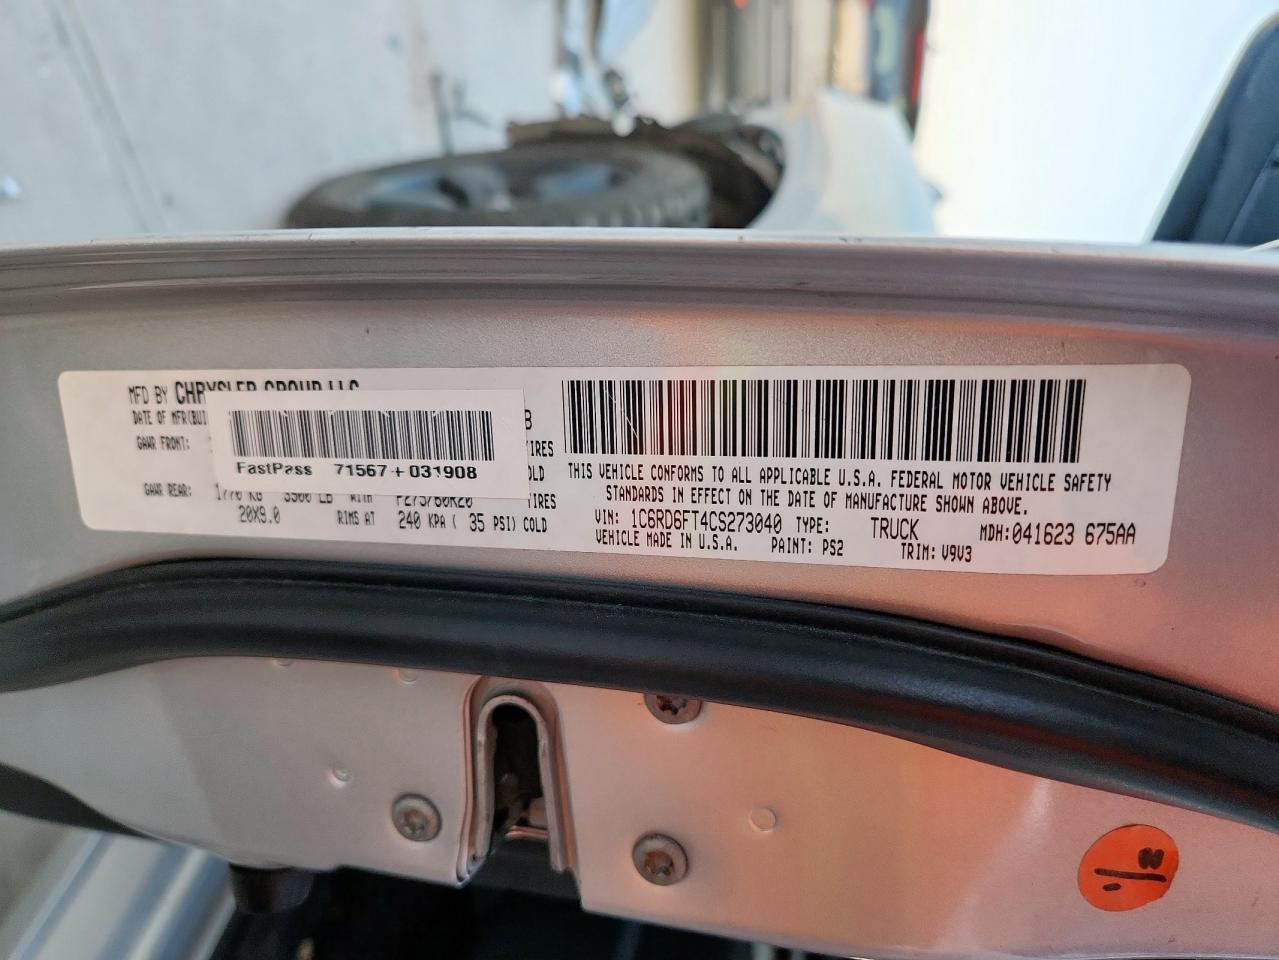 MFD BY CHRYSLER GROUP LLC
DATE OF MFR(BUI B
GAWR FRONT: TIRES
COLD
FastPass 71567+031908
GAWR REAR: 1770 KG 3900 LB WITH P275/60R20 TIRES
20X9.0 RIMS AT 240 KPA ( 35 PSI) COLD
THIS VEHICLE CONFORMS TO ALL APPLICABLE U.S.A. FEDERAL MOTOR VEHICLE SAFETY
STANDARDS IN EFFECT ON THE DATE OF MANUFACTURE SHOWN ABOVE.
VIN: 1C6RD6FT4CS273040 TYPE: TRUCK MDH:041623 675AA
VEHICLE MADE IN U.S.A. PAINT: PS2 TRIM: V9V3